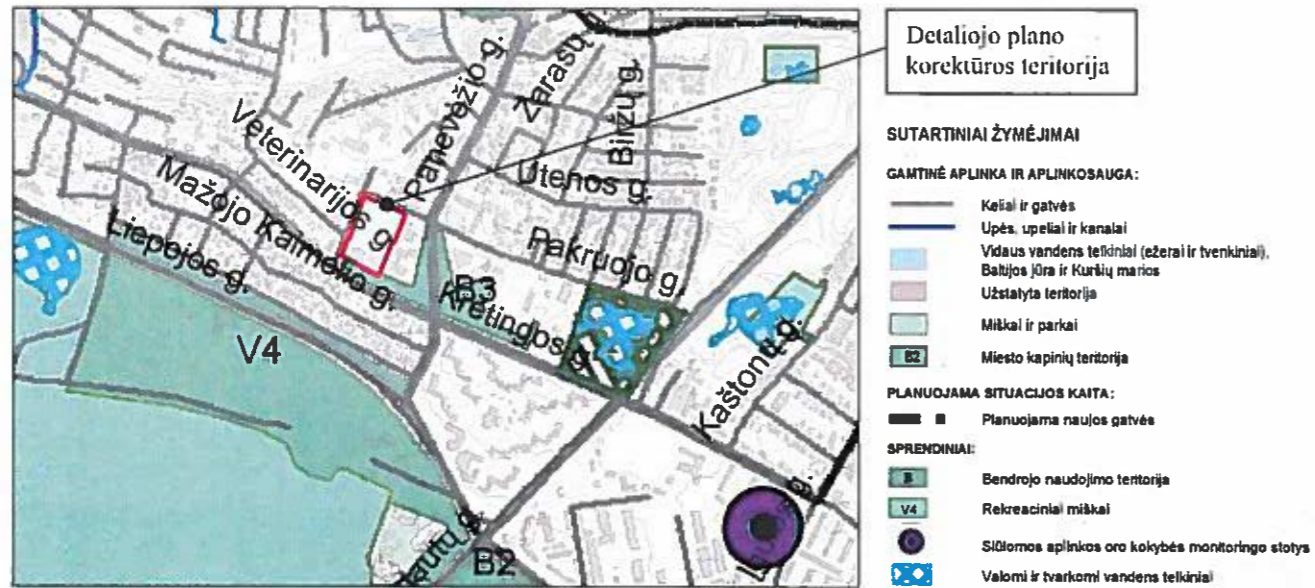 Detaliojo plano
korektūros teritorija
Panevėžio g.
Zarasų
Biržų g.
Veterinarijos g.
Utenos g.
Mažojo Kaimelio g.
Pakruojo g.
Liepojos g.
B3
Kretingos g.
V4
Kaštonų g.
B2
SUTARTINIAI ŽYMĖJIMAI
GAMTINĖ APLINKA IR APLINKOSAUGA:
Keliai ir gatvės
Upės, upeliai ir kanalai
Vidaus vandens telkiniai (ežerai ir tvenkiniai),
Baltijos jūra ir Kuršių marios
Užstatyta teritorija
Miškai ir parkai
B2 Miesto kapinių teritorija
PLANUOJAMA SITUACIJOS KAITA:
Planuojama naujos gatvės
SPRENDINIAI:
B Bendrojo naudojimo teritorija
V4 Rekreaciniai miškai
Siūlomos aplinkos oro kokybės monitoringo stotys
Valomi ir tvarkomi vandens telkiniai